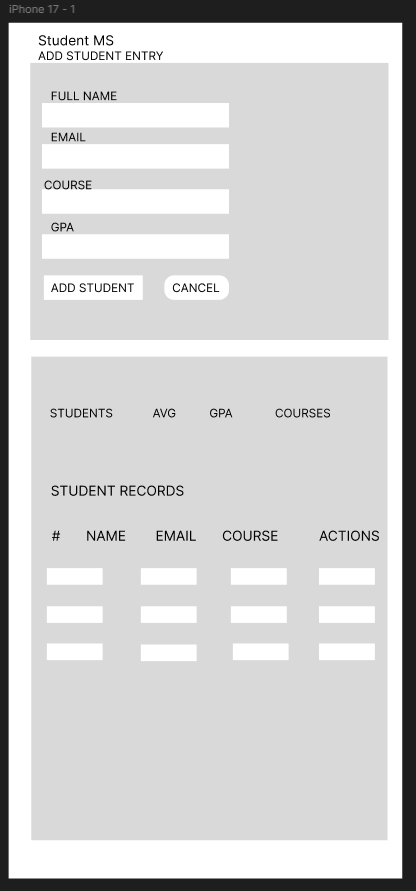 iPhone 17 - 1
Student MS
ADD STUDENT ENTRY
FULL NAME
EMAIL
COURSE
GPA
ADD STUDENT CANCEL
STUDENTS AVG GPA COURSES
STUDENT RECORDS
# NAME EMAIL COURSE ACTIONS